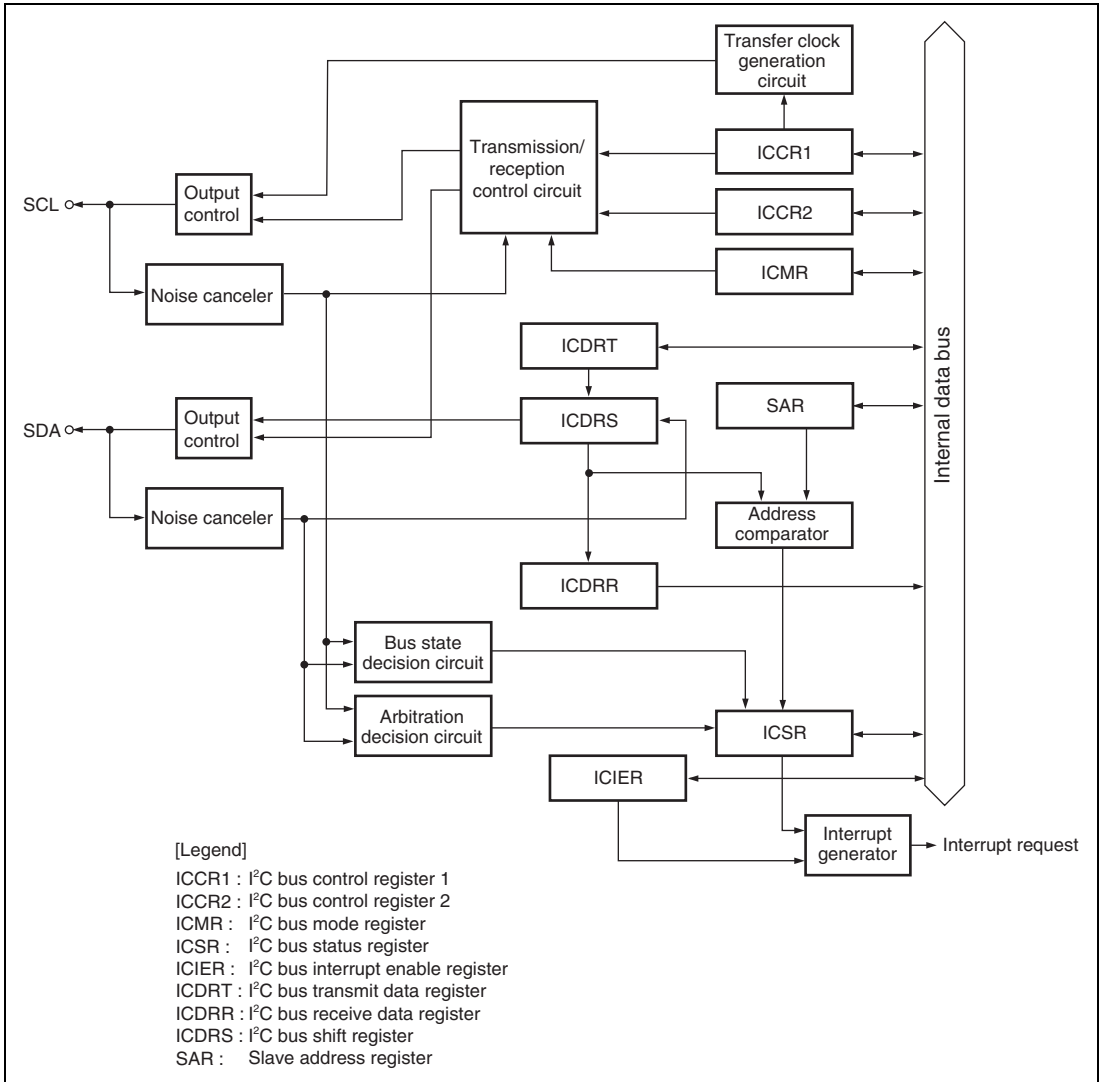 Transfer clock
generation
circuit
Transmission/
reception
control circuit
ICCR1
Output
control
SCL
ICCR2
Noise canceler
ICMR
ICDRT
Internal data bus
SAR
Output
control
ICDRS
SDA
Noise canceler
Address
comparator
ICDRR
Bus state
decision circuit
Arbitration
decision circuit
ICSR
ICIER
Interrupt
generator
Interrupt request
[Legend]
ICCR1 : I²C bus control register 1
ICCR2 : I²C bus control register 2
ICMR : I²C bus mode register
ICSR : I²C bus status register
ICIER : I²C bus interrupt enable register
ICDRT : I²C bus transmit data register
ICDRR : I²C bus receive data register
ICDRS : I²C bus shift register
SAR : Slave address register